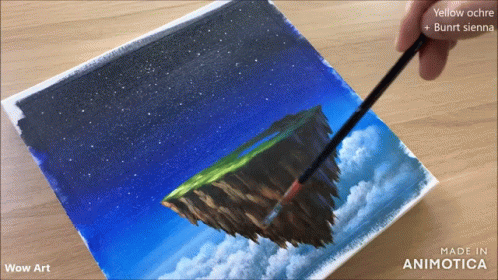 Yellow ochre
+ Bunrt sienna
Wow Art
MADE IN
ANIMOTICA